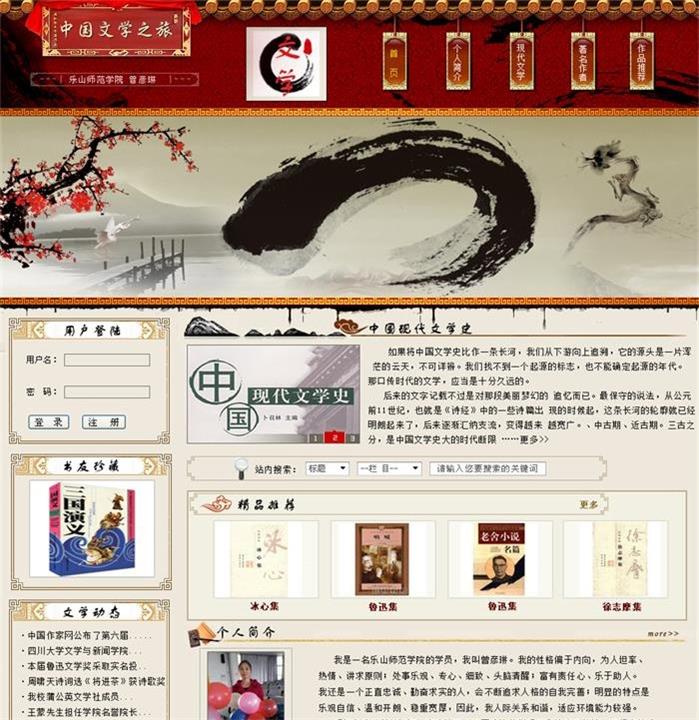 中国文学之旅
乐山师范学院 曾彦琳
文学
首页
个人简介
现代文学
著名作者
作品推荐
用户登陆
用户名：
密 码：
登 录
注 册
书友珍藏
三国演义
文学动态
· 中国作家网公布了第六届.....
· 四川大学文学与新闻学院...
· 本届鲁迅文学奖采取实名投..
· 周啸天诗词选《将进茶》获诗歌奖
· 我校蒲公英文学社成员...
· 王蒙先生担任学院名誉院长...
中国现代文学史
中国
现代文学史
1 2 3
如果将中国文学史比作一条长河，我们从下游向上追溯，它的源头是一片浑
茫的云天，不可详辨。我们找不到一个起源的标志，也不能确定起源的年代。
那口传时代的文学，应当是十分久远的。
后来的文字记载不过是对那段美丽梦幻的 追忆而已。最保守的说法，从公元
前11世纪，也就是《诗经》中的一些诗篇出 现的时候起，这条长河的轮廓就已经
明朗起来了，后来逐渐汇纳支流，变得越来 越宽广。、中古期、近古期。三古之
分，是中国文学史大的时代断限 ……更多>>
站内搜索：
标题
--栏 目--
请输入您要搜索的关键词
精品推荐
更多
冰心
呐喊
老舍小说
名篇
徐志摩
冰心集
鲁迅集
鲁迅集
徐志摩集
个人简介
more>>
我是一名乐山师范学院的学员，我叫曾彦琳。我的性格偏于内向，为人坦率、
热情、讲求原则；处事乐观、专心、细致、头脑清醒；富有责任心、乐于助人。
我还是一个正直忠诚、勤奋求实的人，会不断追求人格的自我完善；明显的特点是
乐观自信、温和开朗、稳重宽厚，因此，我人际关系和谐，适应环境能力较强。